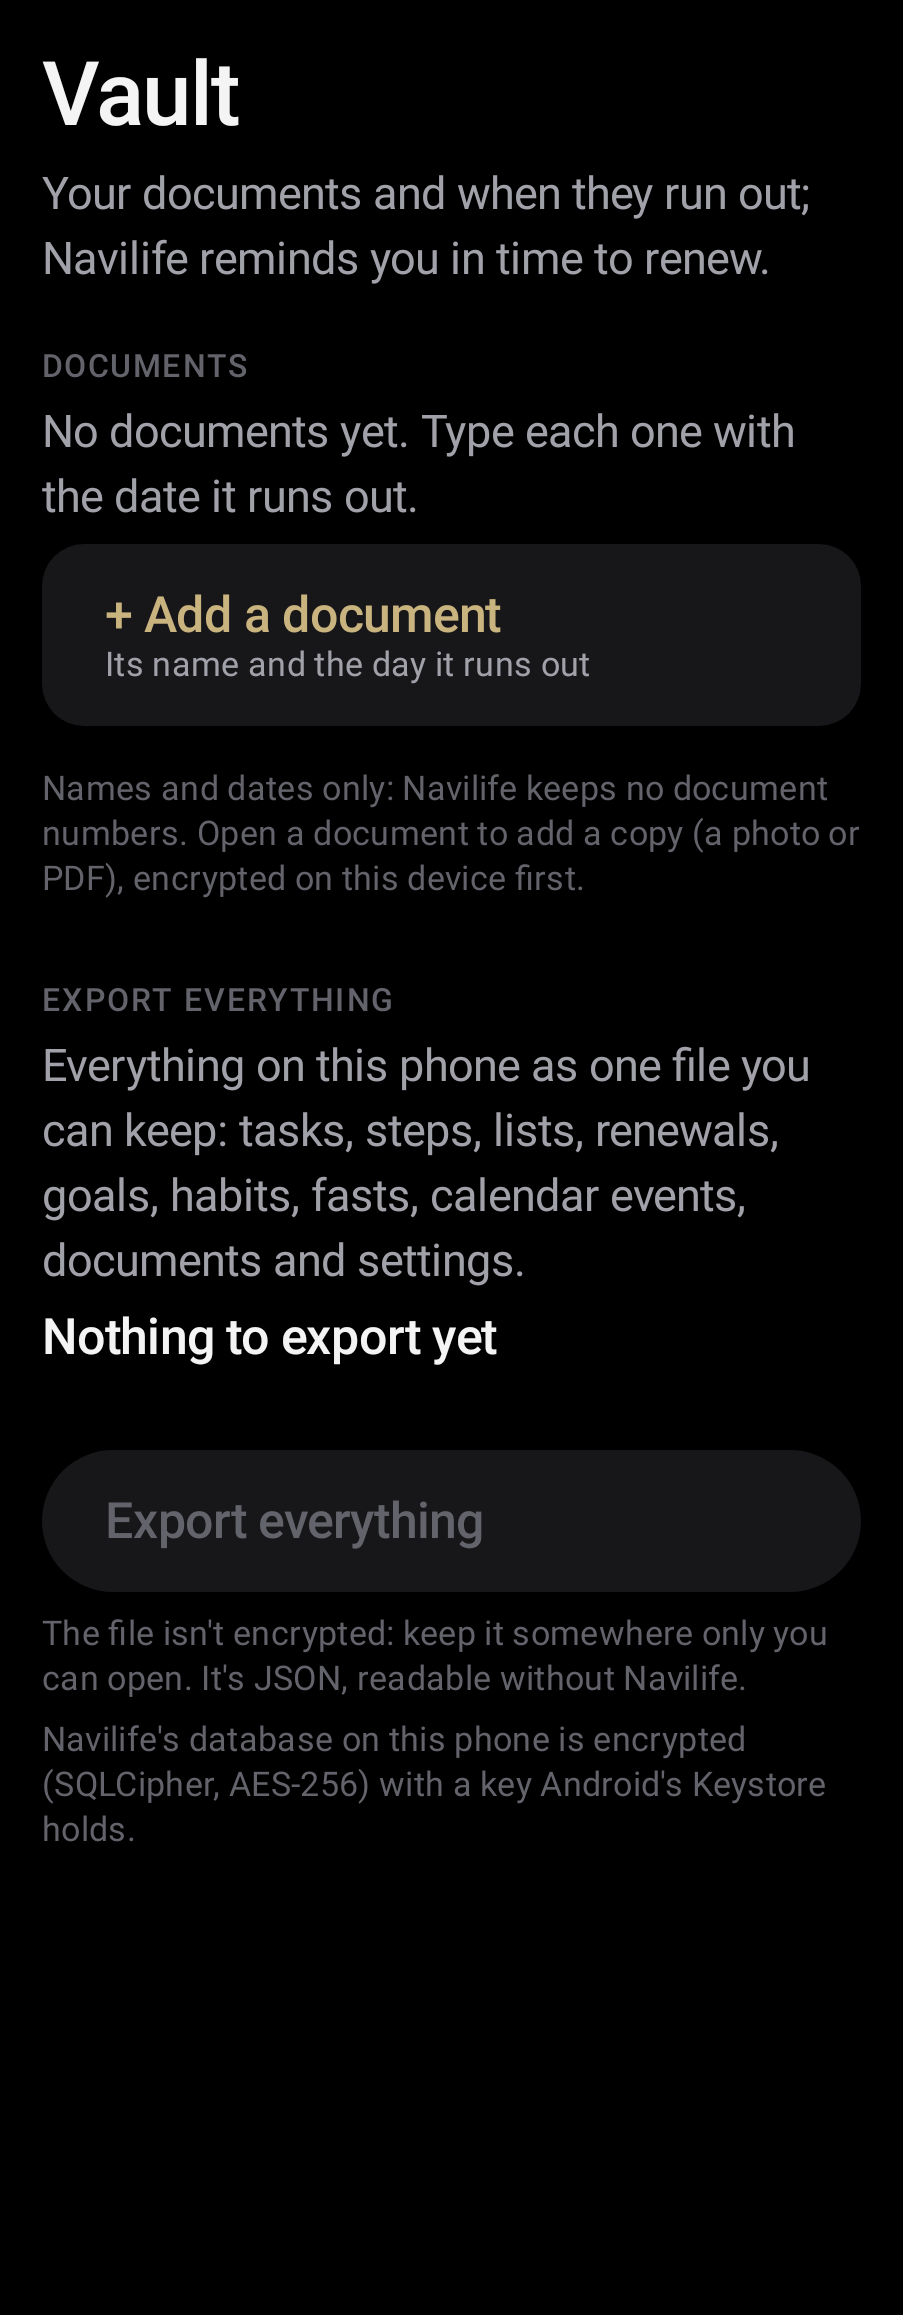 Vault
Your documents and when they run out;
Navilife reminds you in time to renew.
DOCUMENTS
No documents yet. Type each one with
the date it runs out.
+ Add a document
Its name and the day it runs out
Names and dates only: Navilife keeps no document
numbers. Open a document to add a copy (a photo or
PDF), encrypted on this device first.
EXPORT EVERYTHING
Everything on this phone as one file you
can keep: tasks, steps, lists, renewals,
goals, habits, fasts, calendar events,
documents and settings.
Nothing to export yet
Export everything
The file isn't encrypted: keep it somewhere only you
can open. It's JSON, readable without Navilife.
Navilife's database on this phone is encrypted
(SQLCipher, AES-256) with a key Android's Keystore
holds.